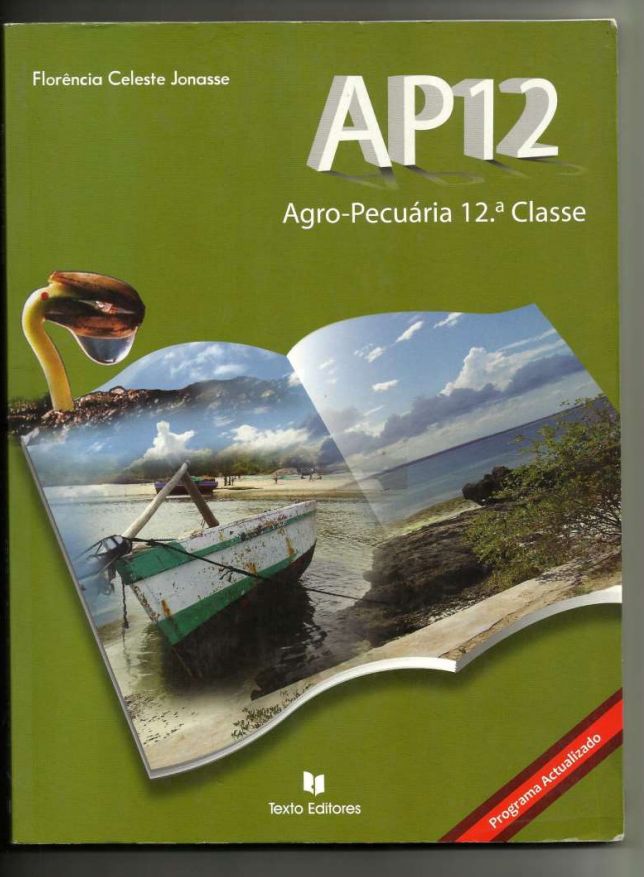 Florência Celeste Jonasse
AP12
Agro-Pecuária 12.ª Classe
Programa Actualizado
Texto Editores